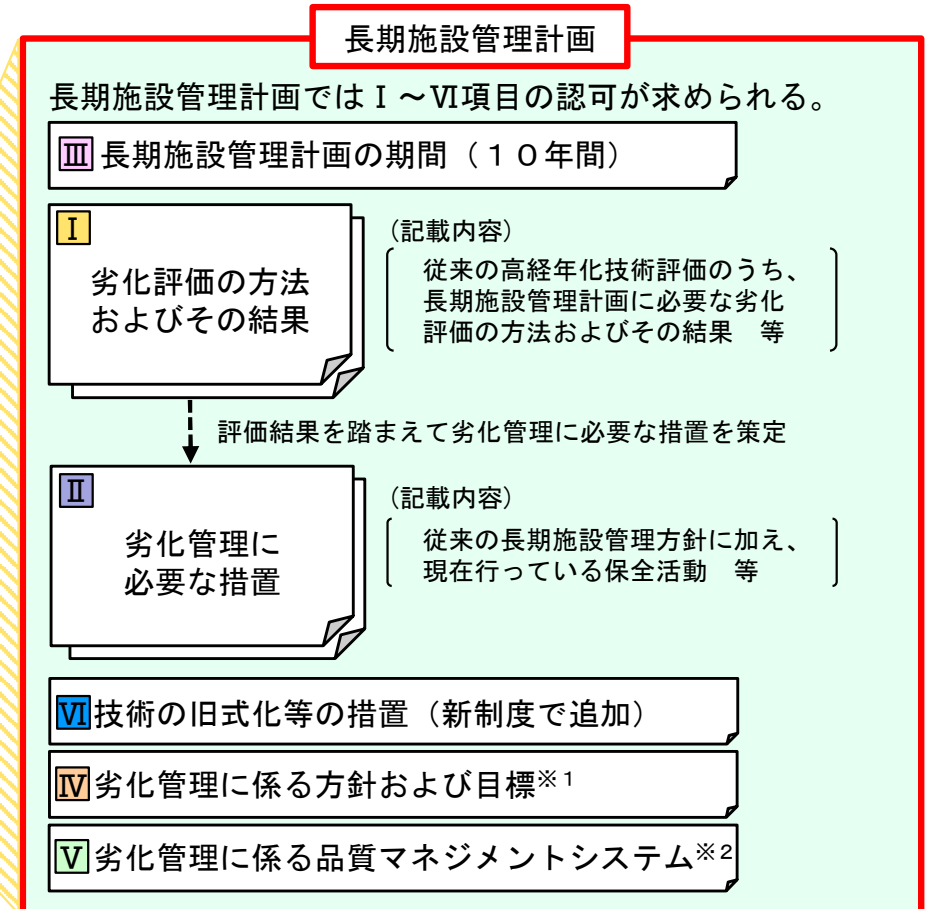 長期施設管理計画
長期施設管理計画ではⅠ~Ⅵ項目の認可が求められる。
Ⅲ 長期施設管理計画の期間(10年間)
Ⅰ
劣化評価の方法
およびその結果
(記載内容)
従来の高経年化技術評価のうち、
長期施設管理計画に必要な劣化
評価の方法およびその結果 等
評価結果を踏まえて劣化管理に必要な措置を策定
Ⅱ
劣化管理に
必要な措置
(記載内容)
従来の長期施設管理方針に加え、
現在行っている保全活動 等
Ⅵ 技術の旧式化等の措置(新制度で追加)
Ⅳ 劣化管理に係る方針および目標※1
Ⅴ 劣化管理に係る品質マネジメントシステム※2